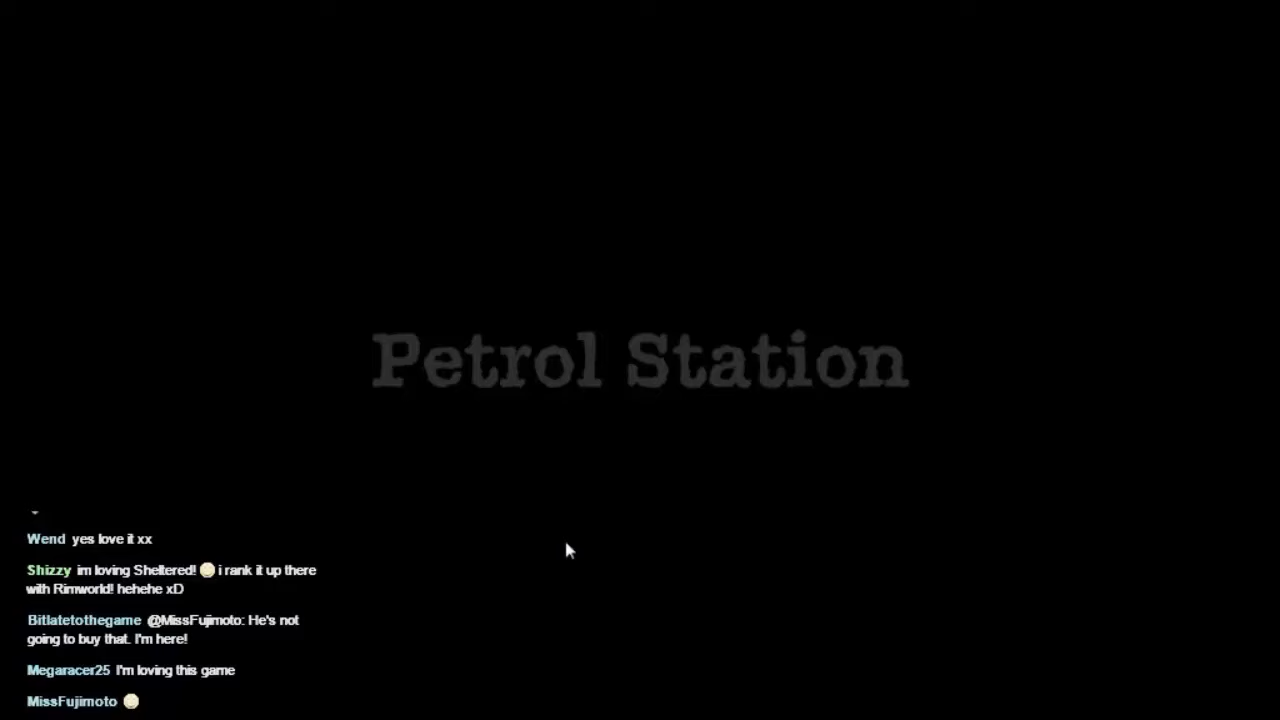 Petrol Station
Wend yes love it xx
Shizzy im loving Sheltered! i rank it up there
with Rimworld! hehehe xD
Bitlatetothegame @MissFujimoto: He's not
going to buy that. I'm here!
Megaracer25 I'm loving this game
MissFujimoto